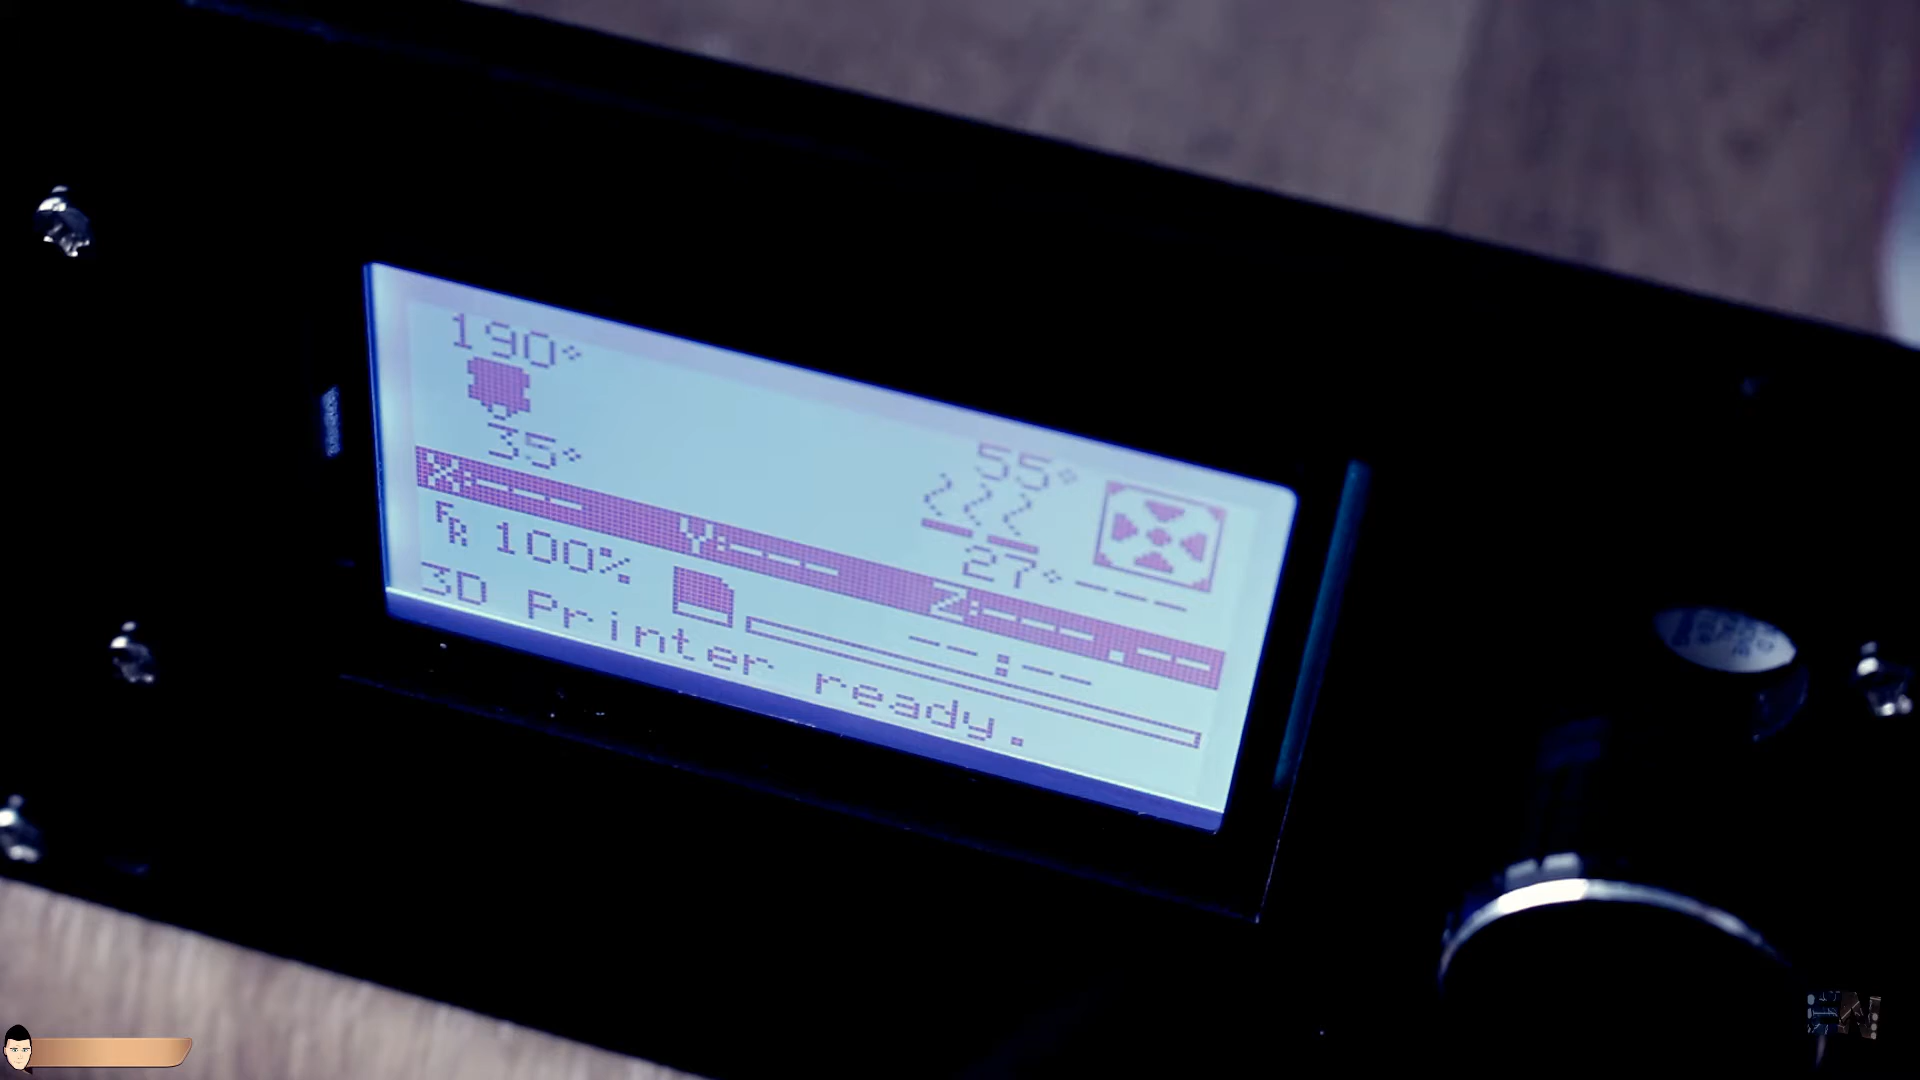 190°
35°
55°
27°
X:--- Y:--- Z:---.--
FR 100% --:--
3D Printer ready.